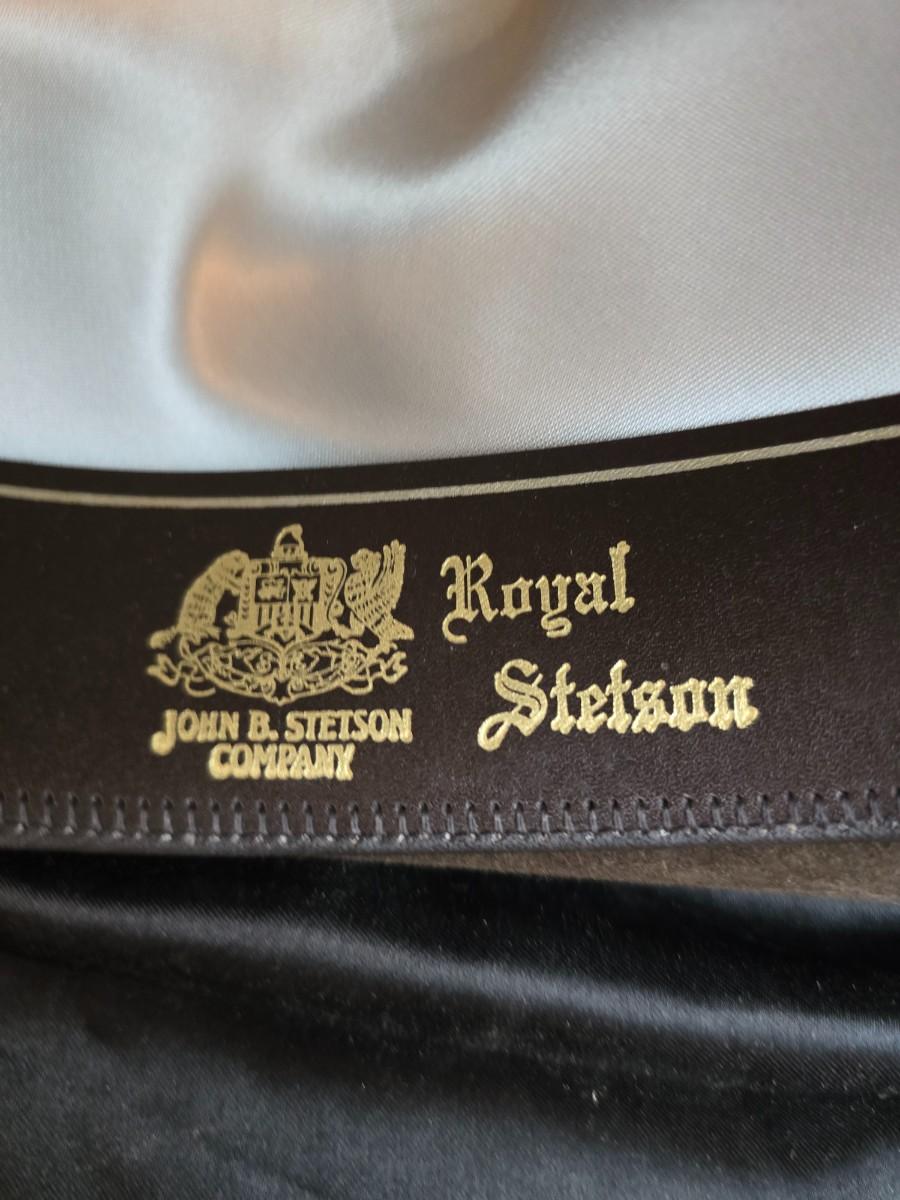 JOHN B. STETSON
COMPANY
Royal
Stetson